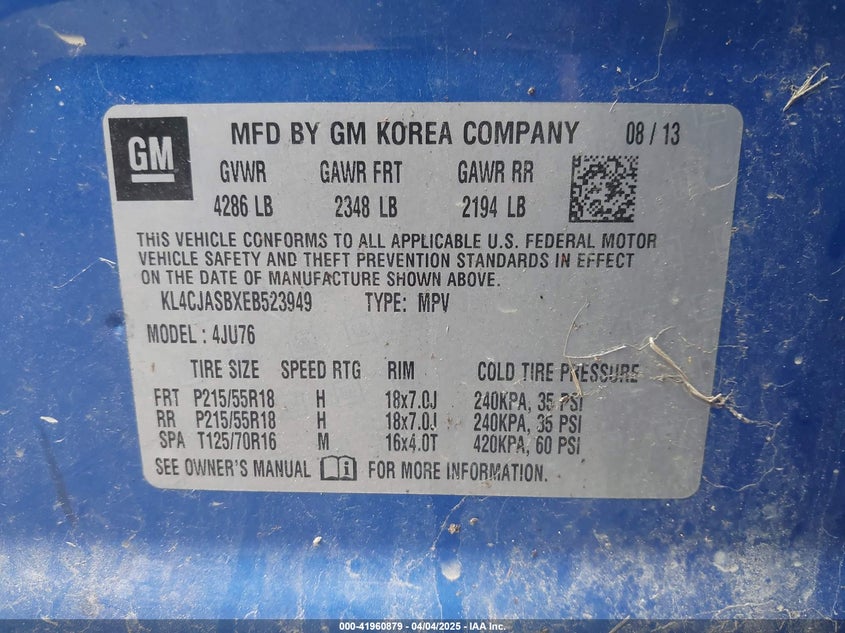 GM
MFD BY GM KOREA COMPANY 08 / 13
GVWR GAWR FRT GAWR RR
4286 LB 2348 LB 2194 LB
THIS VEHICLE CONFORMS TO ALL APPLICABLE U.S. FEDERAL MOTOR
VEHICLE SAFETY AND THEFT PREVENTION STANDARDS IN EFFECT
ON THE DATE OF MANUFACTURE SHOWN ABOVE.
KL4CJASBXEB523949 TYPE: MPV
MODEL : 4JU76
TIRE SIZE SPEED RTG RIM COLD TIRE PRESSURE
FRT P215/55R18 H 18x7.0J 240KPA, 35 PSI
RR P215/55R18 H 18x7.0J 240KPA, 35 PSI
SPA T125/70R16 M 16x4.0T 420KPA, 60 PSI
SEE OWNER'S MANUAL FOR MORE INFORMATION.
000-41960879 - 04/04/2025 - IAA Inc.